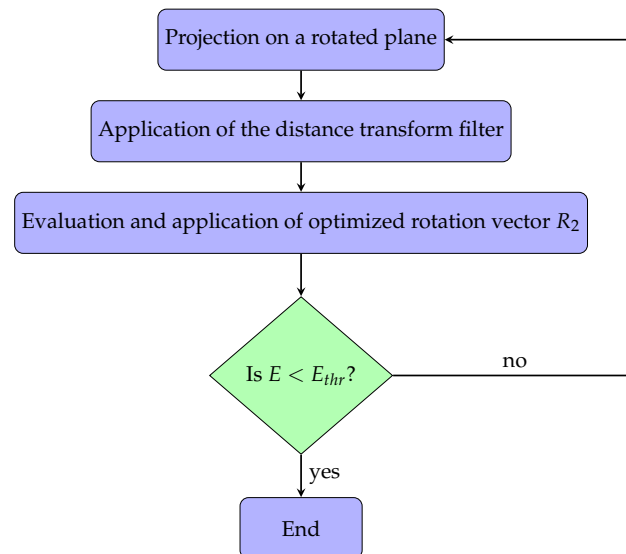 Projection on a rotated plane
Application of the distance transform filter
Evaluation and application of optimized rotation vector R₂
Is E < Eₜₕᵣ?
no
yes
End